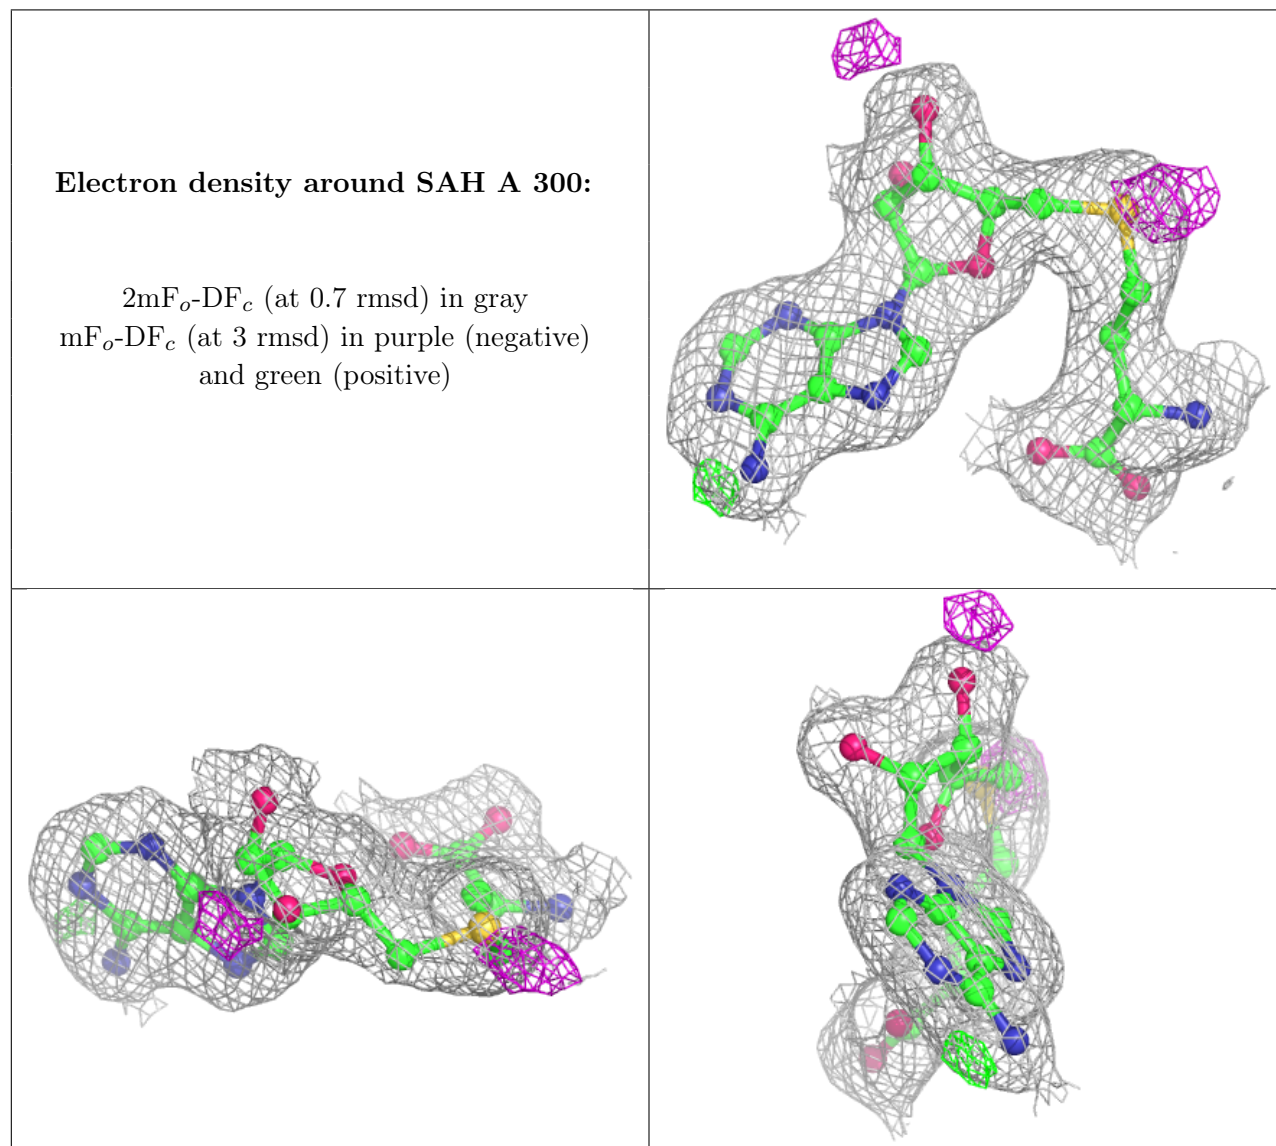 Electron density around SAH A 300:
2mFo-DFc (at 0.7 rmsd) in gray
mFo-DFc (at 3 rmsd) in purple (negative)
and green (positive)